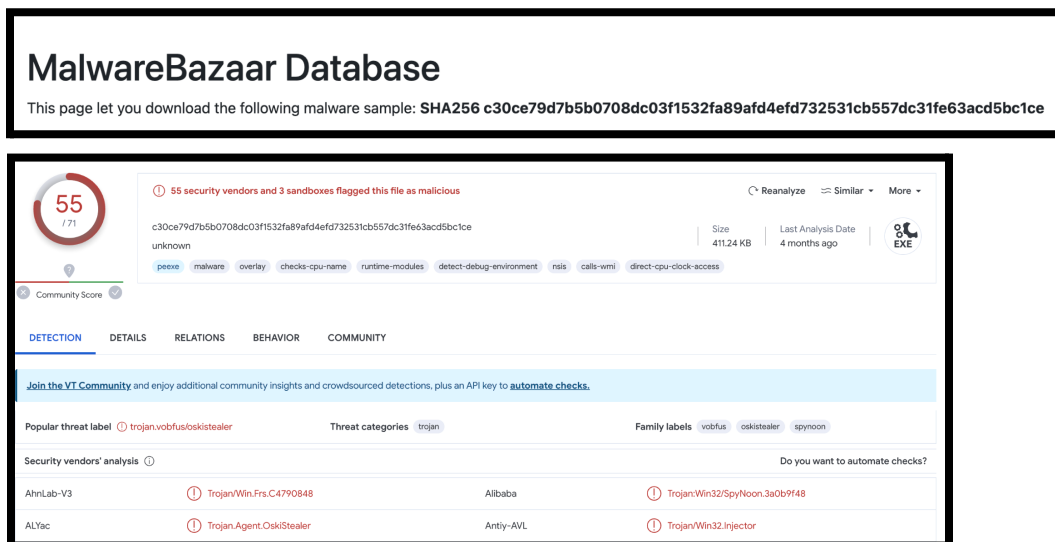 MalwareBazaar Database
This page let you download the following malware sample: SHA256 c30ce79d7b5b0708dc03f1532fa89afd4efd732531cb557dc31fe63acd5bc1ce
55
/ 71
Community Score
55 security vendors and 3 sandboxes flagged this file as malicious
Reanalyze Similar More
c30ce79d7b5b0708dc03f1532fa89afd4efd732531cb557dc31fe63acd5bc1ce
unknown
Size
411.24 KB
Last Analysis Date
4 months ago
EXE
peexe malware overlay checks-cpu-name runtime-modules detect-debug-environment nsis calls-wmi direct-cpu-clock-access
DETECTION DETAILS RELATIONS BEHAVIOR COMMUNITY
Join the VT Community and enjoy additional community insights and crowdsourced detections, plus an API key to automate checks.
Popular threat label trojan.vobfus/oskistealer Threat categories trojan Family labels vobfus oskistealer spynoon
Security vendors' analysis Do you want to automate checks?
AhnLab-V3 Trojan/Win.Frs.C4790848 Alibaba Trojan:Win32/SpyNoon.3a0b9f48
ALYac Trojan.Agent.OskiStealer Antiy-AVL Trojan/Win32.Injector